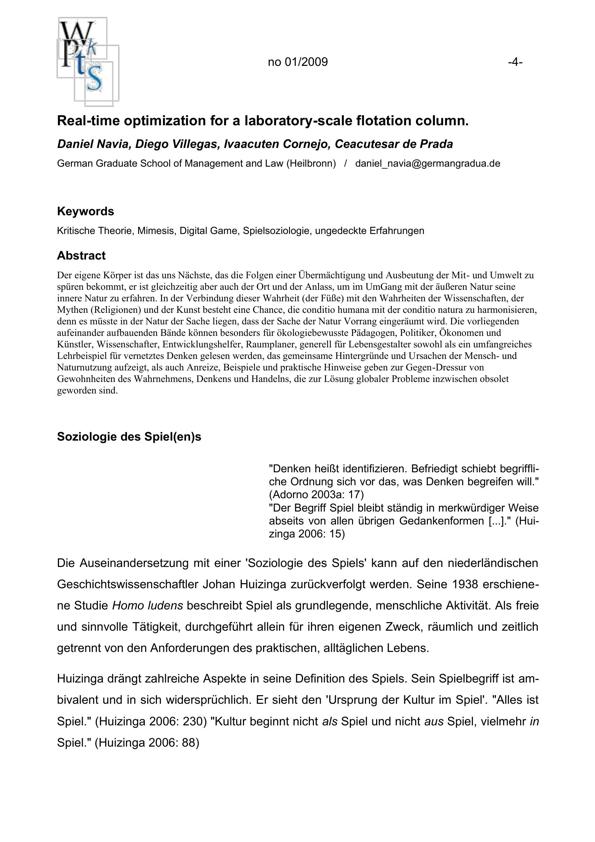 W
P k
t s
S
no 01/2009 -4-
Real-time optimization for a laboratory-scale flotation column.
Daniel Navia, Diego Villegas, Ivaacuten Cornejo, Ceacutesar de Prada
German Graduate School of Management and Law (Heilbronn) / daniel_navia@germangradua.de
Keywords
Kritische Theorie, Mimesis, Digital Game, Spielsoziologie, ungedeckte Erfahrungen
Abstract
Der eigene Körper ist das uns Nächste, das die Folgen einer Übermächtigung und Ausbeutung der Mit- und Umwelt zu
spüren bekommt, er ist gleichzeitig aber auch der Ort und der Anlass, um im UmGang mit der äußeren Natur seine
innere Natur zu erfahren. In der Verbindung dieser Wahrheit (der Füße) mit den Wahrheiten der Wissenschaften, der
Mythen (Religionen) und der Kunst besteht eine Chance, die conditio humana mit der conditio natura zu harmonisieren,
denn es müsste in der Natur der Sache liegen, dass der Sache der Natur Vorrang eingeräumt wird. Die vorliegenden
aufeinander aufbauenden Bände können besonders für ökologiebewusste Pädagogen, Politiker, Ökonomen und
Künstler, Wissenschafter, Entwicklungshelfer, Raumplaner, generell für Lebensgestalter sowohl als ein umfangreiches
Lehrbeispiel für vernetztes Denken gelesen werden, das gemeinsame Hintergründe und Ursachen der Mensch- und
Naturnutzung aufzeigt, als auch Anreize, Beispiele und praktische Hinweise geben zur Gegen-Dressur von
Gewohnheiten des Wahrnehmens, Denkens und Handelns, die zur Lösung globaler Probleme inzwischen obsolet
geworden sind.
Soziologie des Spiel(en)s
"Denken heißt identifizieren. Befriedigt schiebt begriffli-
che Ordnung sich vor das, was Denken begreifen will."
(Adorno 2003a: 17)
"Der Begriff Spiel bleibt ständig in merkwürdiger Weise
abseits von allen übrigen Gedankenformen [...]." (Hui-
zinga 2006: 15)
Die Auseinandersetzung mit einer 'Soziologie des Spiels' kann auf den niederländischen
Geschichtswissenschaftler Johan Huizinga zurückverfolgt werden. Seine 1938 erschiene-
ne Studie Homo ludens beschreibt Spiel als grundlegende, menschliche Aktivität. Als freie
und sinnvolle Tätigkeit, durchgeführt allein für ihren eigenen Zweck, räumlich und zeitlich
getrennt von den Anforderungen des praktischen, alltäglichen Lebens.
Huizinga drängt zahlreiche Aspekte in seine Definition des Spiels. Sein Spielbegriff ist am-
bivalent und in sich widersprüchlich. Er sieht den 'Ursprung der Kultur im Spiel'. "Alles ist
Spiel." (Huizinga 2006: 230) "Kultur beginnt nicht als Spiel und nicht aus Spiel, vielmehr in
Spiel." (Huizinga 2006: 88)